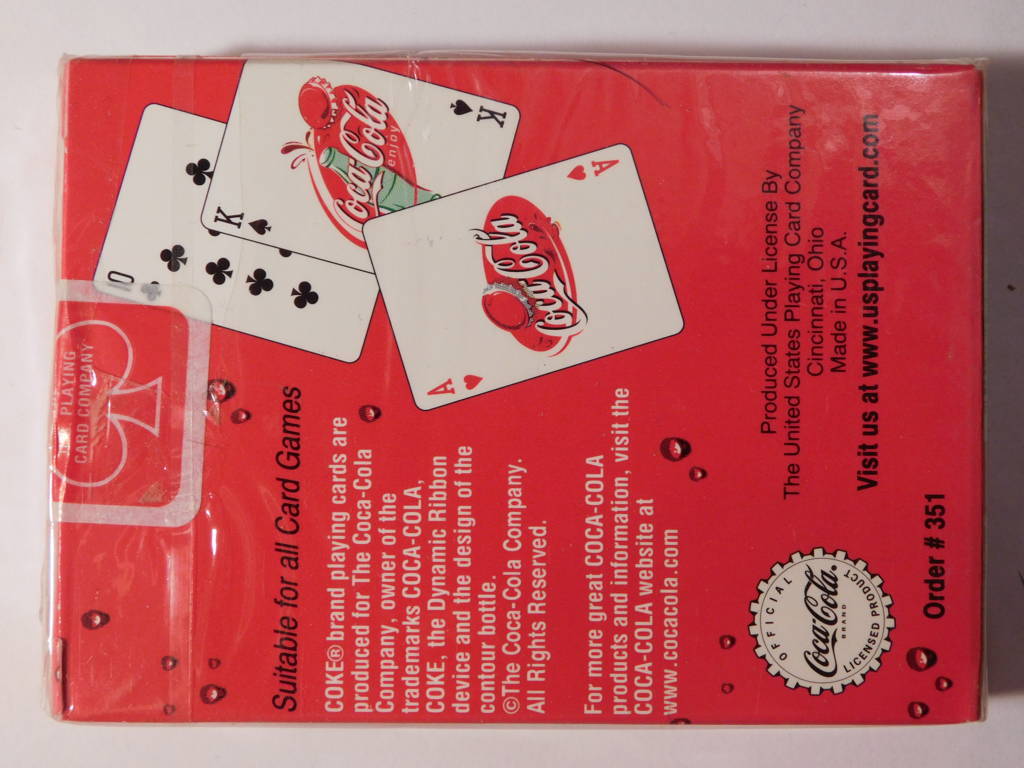 THE PLAYING
CARD COMPANY
10
K
Suitable for all Card Games
COKE® brand playing cards are
produced for The Coca-Cola
Company, owner of the
trademarks COCA-COLA,
COKE, the Dynamic Ribbon
device and the design of the
contour bottle.
©The Coca-Cola Company.
All Rights Reserved.
Coca-Cola
enjoy
K
A
Coca-Cola
A
For more great COCA-COLA
products and information, visit the
COCA-COLA website at
www.cocacola.com
OFFICIAL
Coca-Cola
BRAND
LICENSED PRODUCT
Produced Under License By
The United States Playing Card Company
Cincinnati, Ohio
Made in U.S.A.
Visit us at www.usplayingcard.com
Order # 351